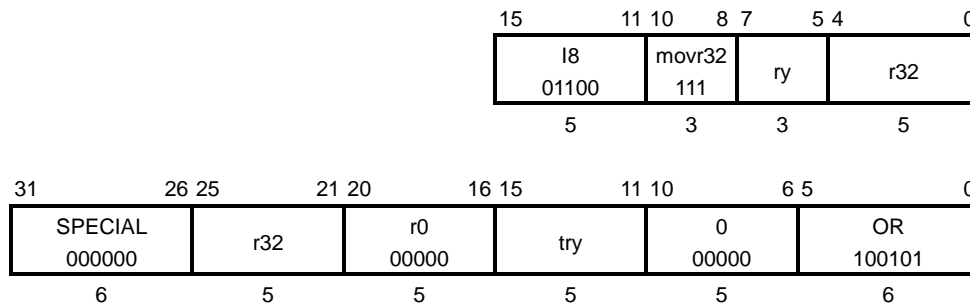 15 11 10 8 7 5 4 0
I8 movr32 ry r32
01100 111
5 3 3 5
31 26 25 21 20 16 15 11 10 6 5 0
SPECIAL r32 r0 try 0 OR
000000 00000 00000 100101
6 5 5 5 5 6